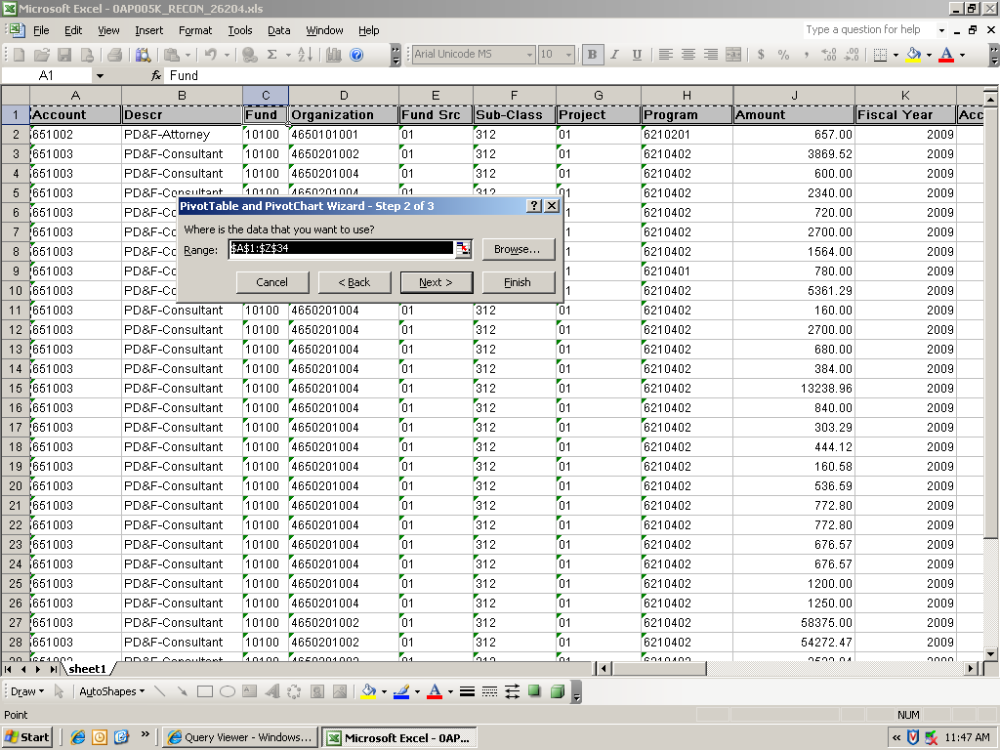 Microsoft Excel - 0AP005K_RECON_26204.xls
File Edit View Insert Format Tools Data Window Help Type a question for help
Arial Unicode MS 10 B I U $ %
A1 fx Fund
A B C D E F G H J K
1 Account Descr Fund Organization Fund Src Sub-Class Project Program Amount Fiscal Year Acc
2 651002 PD&F-Attorney 10100 4650101001 01 312 01 6210201 657.00 2009
3 651003 PD&F-Consultant 10100 4650201002 01 312 01 6210402 3869.52 2009
4 651003 PD&F-Consultant 10100 4650201004 01 312 01 6210402 600.00 2009
5 651003 PD&F-Consultant 10100 4650201004 01 312 01 6210402 2340.00 2009
6 651003 PD&F-Co 6210402 720.00 2009
7 651003 PD&F-Co 6210402 2700.00 2009
8 651003 PD&F-Co 6210402 1564.00 2009
9 651003 PD&F-Co 6210401 780.00 2009
10 651003 PD&F-Co 6210402 5361.29 2009
PivotTable and PivotChart Wizard - Step 2 of 3
Where is the data that you want to use?
Range: $A$1:$Z$34 Browse...
Cancel < Back Next > Finish
11 651003 PD&F-Consultant 10100 4650201004 01 312 01 6210402 160.00 2009
12 651003 PD&F-Consultant 10100 4650201004 01 312 01 6210402 2700.00 2009
13 651003 PD&F-Consultant 10100 4650201004 01 312 01 6210402 680.00 2009
14 651003 PD&F-Consultant 10100 4650201004 01 312 01 6210402 384.00 2009
15 651003 PD&F-Consultant 10100 4650201004 01 312 01 6210402 13238.96 2009
16 651003 PD&F-Consultant 10100 4650201004 01 312 01 6210402 840.00 2009
17 651003 PD&F-Consultant 10100 4650201004 01 312 01 6210402 303.29 2009
18 651003 PD&F-Consultant 10100 4650201004 01 312 01 6210402 444.12 2009
19 651003 PD&F-Consultant 10100 4650201004 01 312 01 6210402 160.58 2009
20 651003 PD&F-Consultant 10100 4650201004 01 312 01 6210402 536.59 2009
21 651003 PD&F-Consultant 10100 4650201004 01 312 01 6210402 772.80 2009
22 651003 PD&F-Consultant 10100 4650201004 01 312 01 6210402 772.80 2009
23 651003 PD&F-Consultant 10100 4650201004 01 312 01 6210402 676.57 2009
24 651003 PD&F-Consultant 10100 4650201004 01 312 01 6210402 676.57 2009
25 651003 PD&F-Consultant 10100 4650201004 01 312 01 6210402 1200.00 2009
26 651003 PD&F-Consultant 10100 4650201004 01 312 01 6210402 1250.00 2009
27 651003 PD&F-Consultant 10100 4650201002 01 312 01 6210402 58375.00 2009
28 651003 PD&F-Consultant 10100 4650201002 01 312 01 6210402 54272.47 2009
sheet1
Draw AutoShapes
Point NUM
Start Query Viewer - Windows... Microsoft Excel - 0AP... 11:47 AM